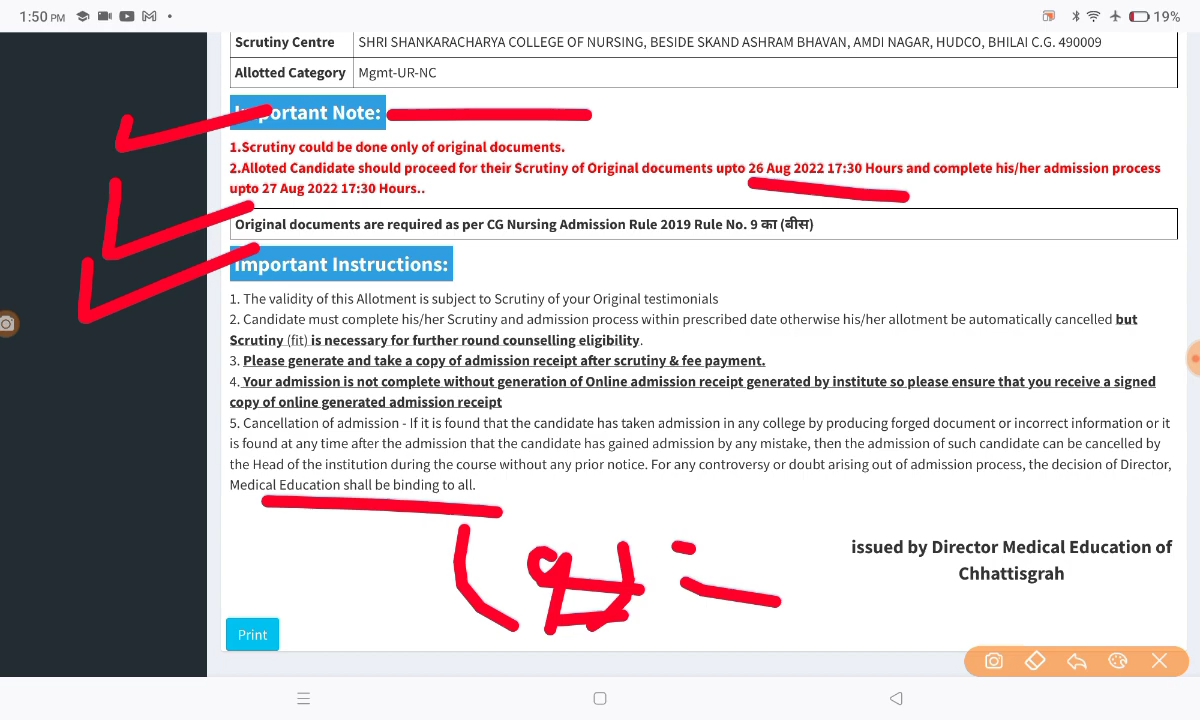 1:50 PM
19%
Scrutiny Centre SHRI SHANKARACHARYA COLLEGE OF NURSING, BESIDE SKAND ASHRAM BHAVAN, AMDI NAGAR, HUDCO, BHILAI C.G. 490009
Allotted Category Mgmt-UR-NC
Important Note:
1.Scrutiny could be done only of original documents.
2.Alloted Candidate should proceed for their Scrutiny of Original documents upto 26 Aug 2022 17:30 Hours and complete his/her admission process
upto 27 Aug 2022 17:30 Hours..
Original documents are required as per CG Nursing Admission Rule 2019 Rule No. 9 का (बीस)
Important Instructions:
1. The validity of this Allotment is subject to Scrutiny of your Original testimonials
2. Candidate must complete his/her Scrutiny and admission process within prescribed date otherwise his/her allotment be automatically cancelled but
Scrutiny (fit) is necessary for further round counselling eligibility.
3. Please generate and take a copy of admission receipt after scrutiny & fee payment.
4. Your admission is not complete without generation of Online admission receipt generated by institute so please ensure that you receive a signed
copy of online generated admission receipt
5. Cancellation of admission - If it is found that the candidate has taken admission in any college by producing forged document or incorrect information or it
is found at any time after the admission that the candidate has gained admission by any mistake, then the admission of such candidate can be cancelled by
the Head of the institution during the course without any prior notice. For any controversy or doubt arising out of admission process, the decision of Director,
Medical Education shall be binding to all.
issued by Director Medical Education of
Chhattisgrah
Print